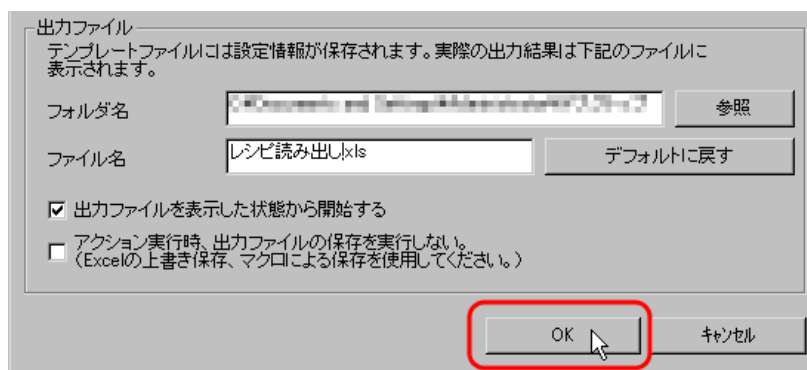 出力ファイル
テンプレートファイルには設定情報が保存されます。実際の出力結果は下記のファイルに
表示されます。
フォルダ名
参照
ファイル名
レシピ読み出し.xls
デフォルトに戻す
出力ファイルを表示した状態から開始する
アクション実行時、出力ファイルの保存を実行しない。
(Excelの上書き保存、マクロによる保存を使用してください。)
OK
キャンセル